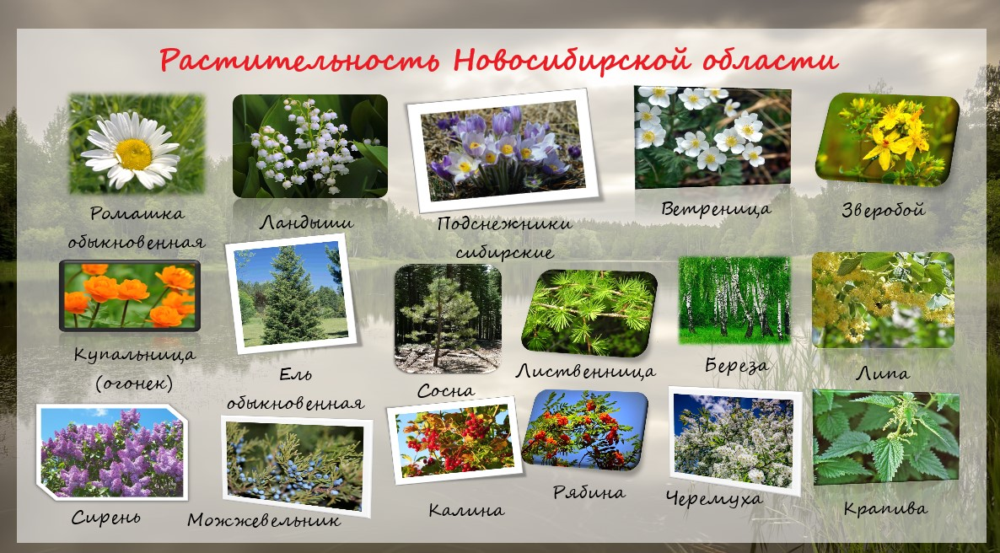 Растительность Новосибирской области
Ромашка
обыкновенная
Ландыши
Подснежники
сибирские
Ветреница
Зверобой
Купальница
(огонек)
Ель
обыкновенная
Сосна
Лиственница
Береза
Липа
Сирень
Можжевельник
Калина
Рябина
Черемуха
Крапива